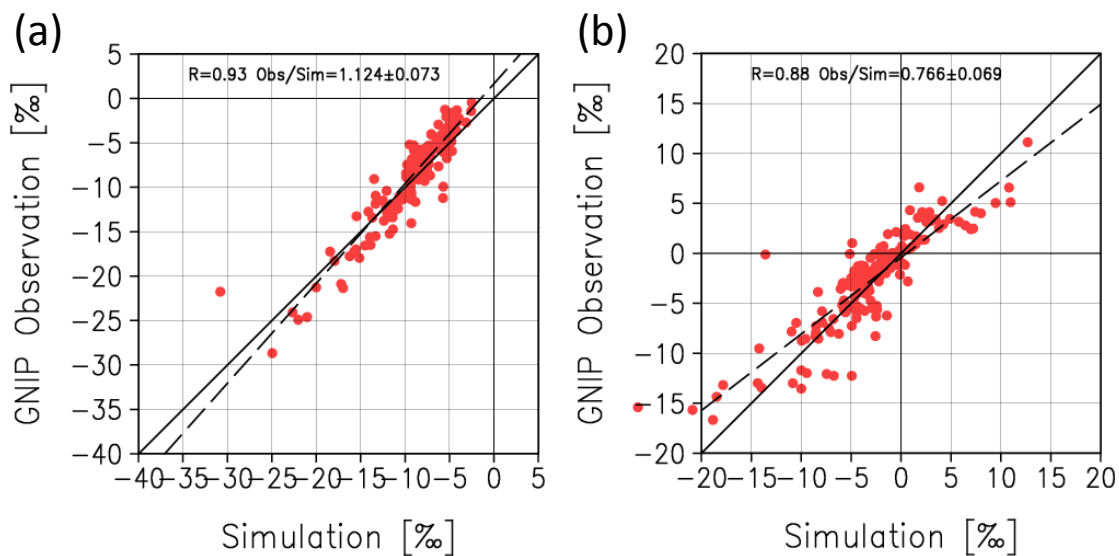 (a)
R=0.93 Obs/Sim=1.124±0.073
GNIP Observation [‰]
5
0
−5
−10
−15
−20
−25
−30
−35
−40
−40 −35 −30 −25 −20 −15 −10 −5 0 5
Simulation [‰]
(b)
R=0.88 Obs/Sim=0.766±0.069
GNIP Observation [‰]
20
15
10
5
0
−5
−10
−15
−20
−20 −15 −10 −5 0 5 10 15 20
Simulation [‰]